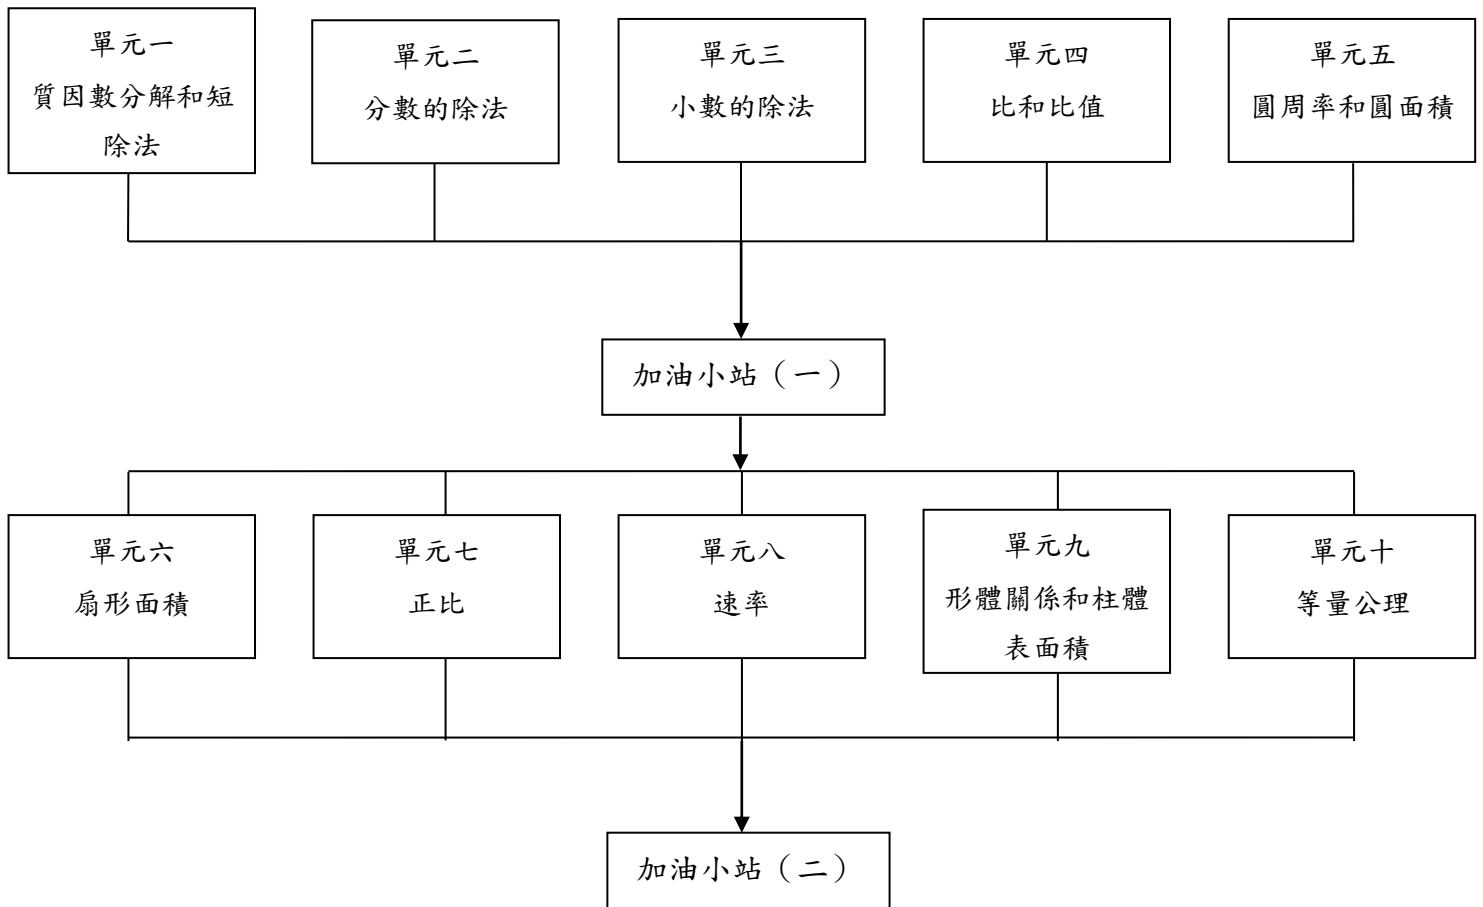 單元一
質因數分解和短
除法
單元二
分數的除法
單元三
小數的除法
單元四
比和比值
單元五
圓周率和圓面積
加油小站（一）
單元六
扇形面積
單元七
正比
單元八
速率
單元九
形體關係和柱體
表面積
單元十
等量公理
加油小站（二）